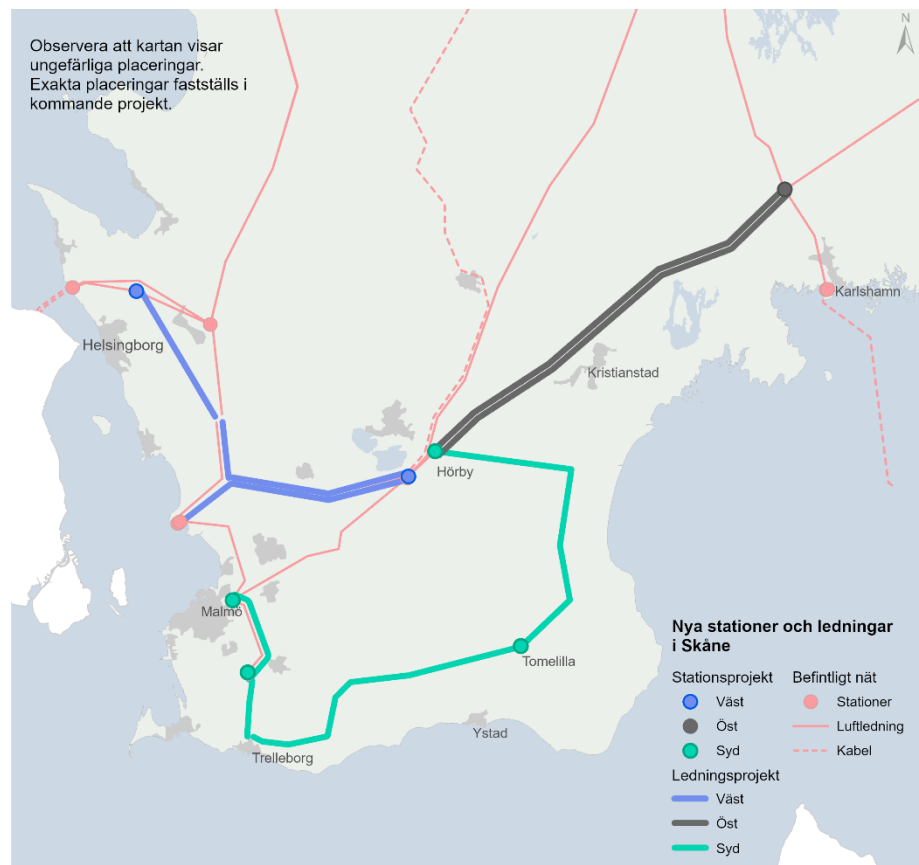 Observera att kartan visar
ungefärliga placeringar.
Exakta placeringar fastställs i
kommande projekt.
N
Helsingborg
Karlshamn
Kristianstad
Hörby
Malmö
Tomelilla
Ystad
Trelleborg
Nya stationer och ledningar
i Skåne
Stationsprojekt
Väst
Öst
Syd
Ledningsprojekt
Väst
Öst
Syd
Befintligt nät
Stationer
Luftledning
Kabel